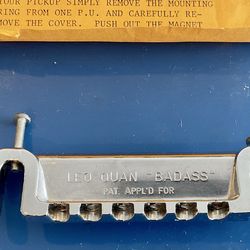 YOUR PICKUP SIMPLY REMOVE THE MOUNTING
RING FROM ONE P.U. AND CAREFULLY RE-
MOVE THE COVER. PUSH OUT THE MAGNET
LEO QUAN "BADASS"
PAT. APPL'D FOR